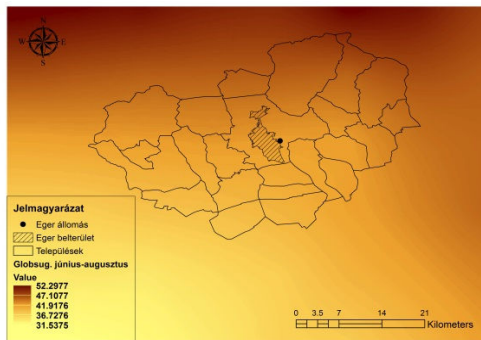 N
W E
S
Jelmagyarázat
Eger állomás
Eger belterület
Települések
Globsug. június-augusztus
Value
52.2977
47.1077
41.9176
36.7276
31.5375
0 3.5 7 14 21
Kilometers